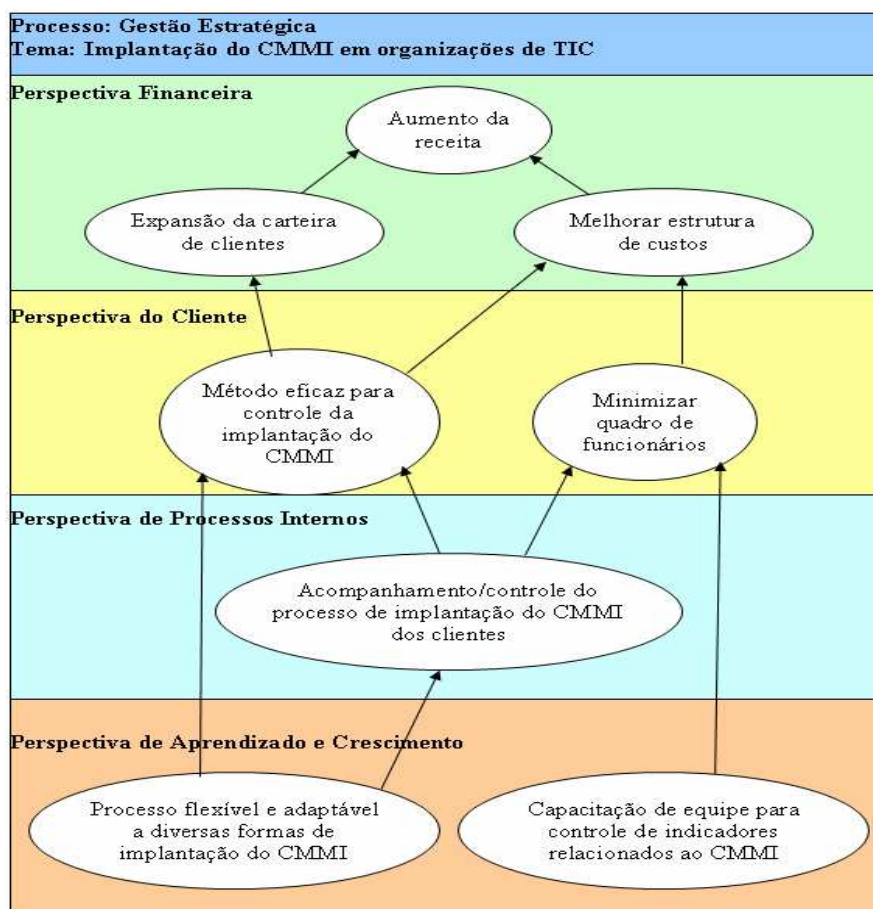 Processo: Gestão Estratégica
Tema: Implantação do CMMI em organizações de TIC
Perspectiva Financeira
Aumento da
receita
Expansão da carteira
de clientes
Melhorar estrutura
de custos
Perspectiva do Cliente
Método eficaz para
controle da
implantação do
CMMI
Minimizar
quadro de
funcionários
Perspectiva de Processos Internos
Acompanhamento/controle do
processo de implantação do CMMI
dos clientes
Perspectiva de Aprendizado e Crescimento
Processo flexível e adaptável
a diversas formas de
implantação do CMMI
Capacitação de equipe para
controle de indicadores
relacionados ao CMMI